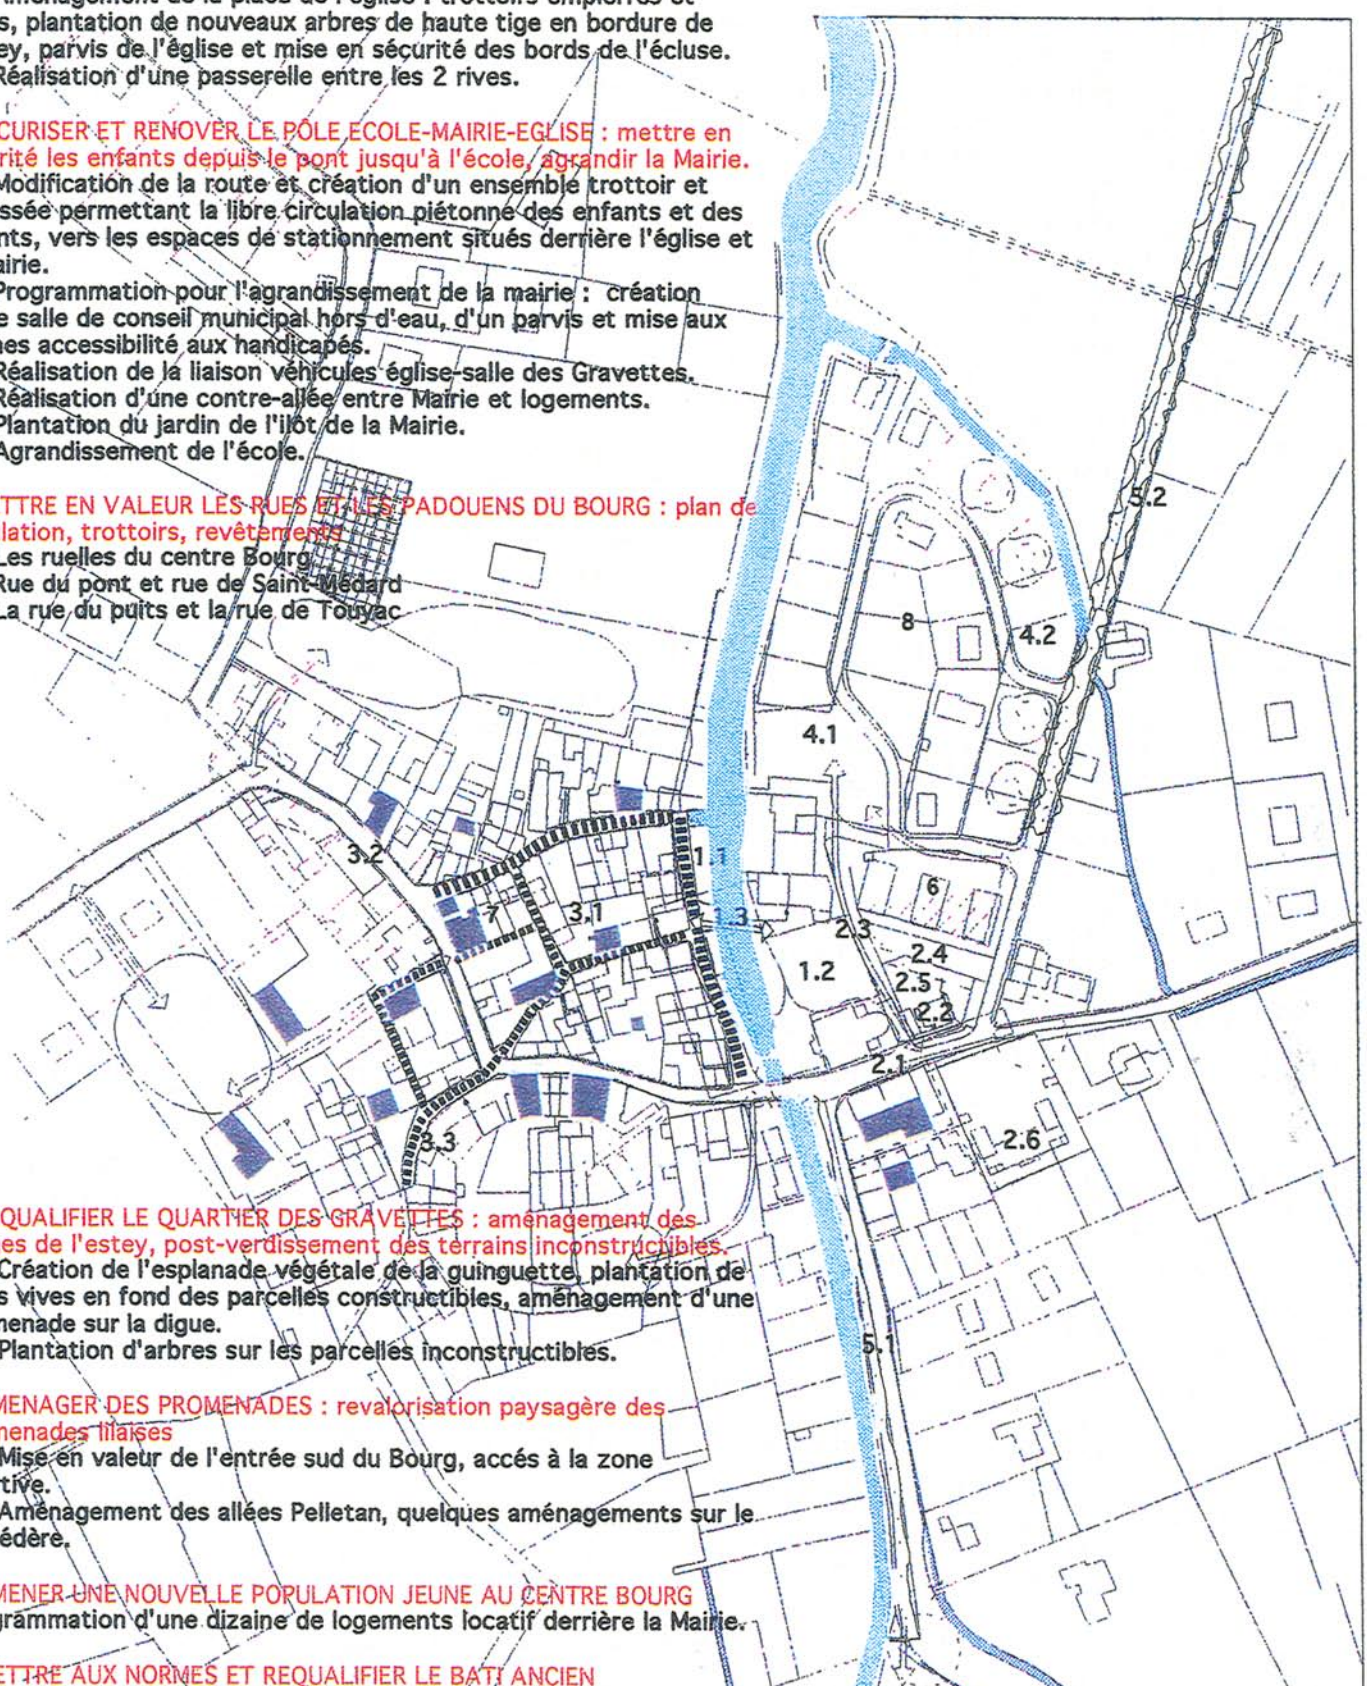 s, plantation de nouveaux arbres de haute tige en bordure de
ey, parvis de l'église et mise en sécurité des bords de l'écluse.
Réalisation d'une passerelle entre les 2 rives.
CURISER ET RENOVER LE PÔLE ECOLE-MAIRIE-EGLISE : mettre en
rité les enfants depuis le pont jusqu'à l'école, agrandir la Mairie.
Modification de la route et création d'un ensemble trottoir et
ssée permettant la libre circulation piétonne des enfants et des
nts, vers les espaces de stationnement situés derrière l'église et
airie.
Programmation pour l'agrandissement de la mairie : création
e salle de conseil municipal hors d'eau, d'un parvis et mise aux
nes accessibilité aux handicapés.
Réalisation de la liaison véhicules église-salle des Gravettes.
Réalisation d'une contre-allée entre Mairie et logements.
Plantation du jardin de l'ilôt de la Mairie.
Agrandissement de l'école.
TTRE EN VALEUR LES RUES ET LES PADOUENS DU BOURG : plan de
lation, trottoirs, revêtements
Les ruelles du centre Bourg
Rue du pont et rue de Saint-Médard
La rue du puits et la rue de Touyac
5.2
8
4.2
4.1
3.2
1.1
6
7
3.1
1.3
2.3
2.4
1.2
2.5
2.2
2.1
3.3
2.6
QUALIFIER LE QUARTIER DES GRAVETTES : aménagement des
es de l'estey, post-verdissement des terrains inconstructibles.
Création de l'esplanade végétale de la guinguette, plantation de
s vives en fond des parcelles constructibles, aménagement d'une
menade sur la digue.
Plantation d'arbres sur les parcelles inconstructibles.
5.1
MENAGER DES PROMENADES : revalorisation paysagère des
menades lilaises
Mise en valeur de l'entrée sud du Bourg, accés à la zone
tive.
Aménagement des allées Pelletan, quelques aménagements sur le
édère.
MENER UNE NOUVELLE POPULATION JEUNE AU CENTRE BOURG
grammation d'une dizaine de logements locatif derrière la Mairie.
ETTRE AUX NORMES ET REQUALIFIER LE BATI ANCIEN